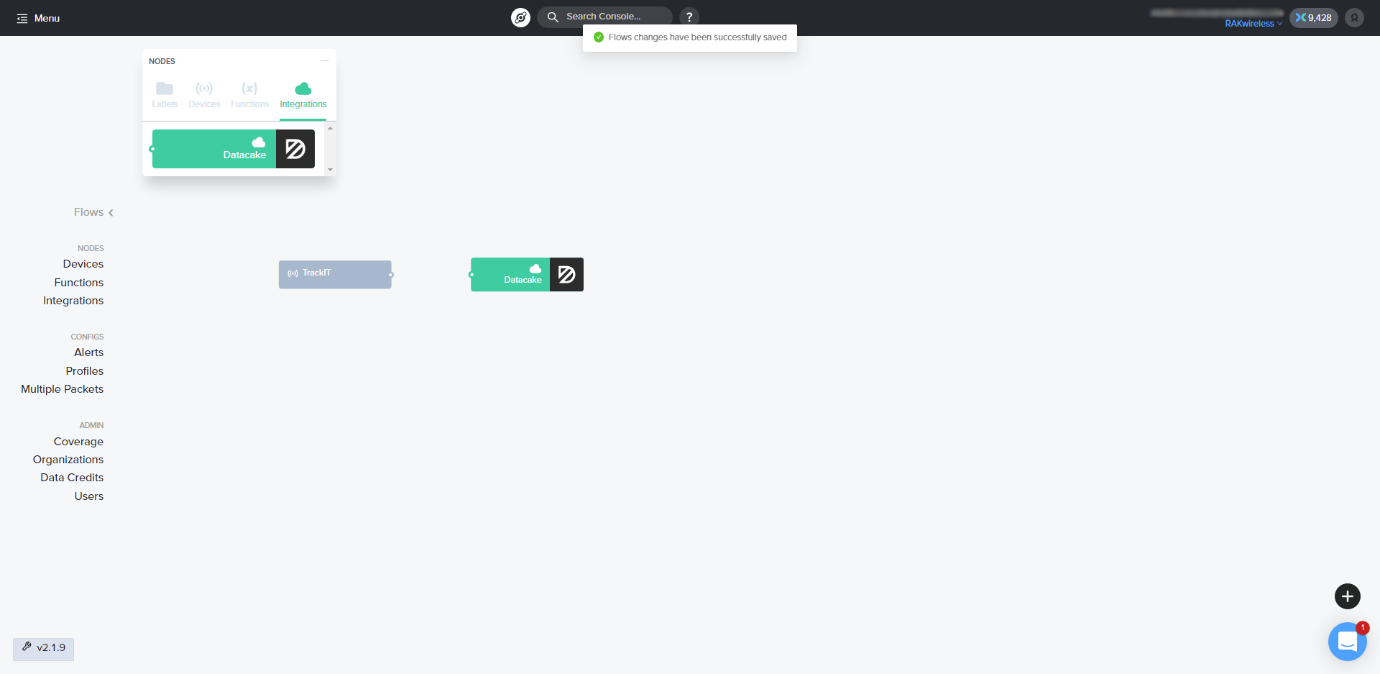 Menu
Search Console...
?
RAKwireless
9,428
Flows changes have been successfully saved
NODES
Labels
Devices
Functions
Integrations
Datacake
Flows
NODES
Devices
Functions
Integrations
TrackIT
Datacake
CONFIGS
Alerts
Profiles
Multiple Packets
ADMIN
Coverage
Organizations
Data Credits
Users
v2.1.9
1